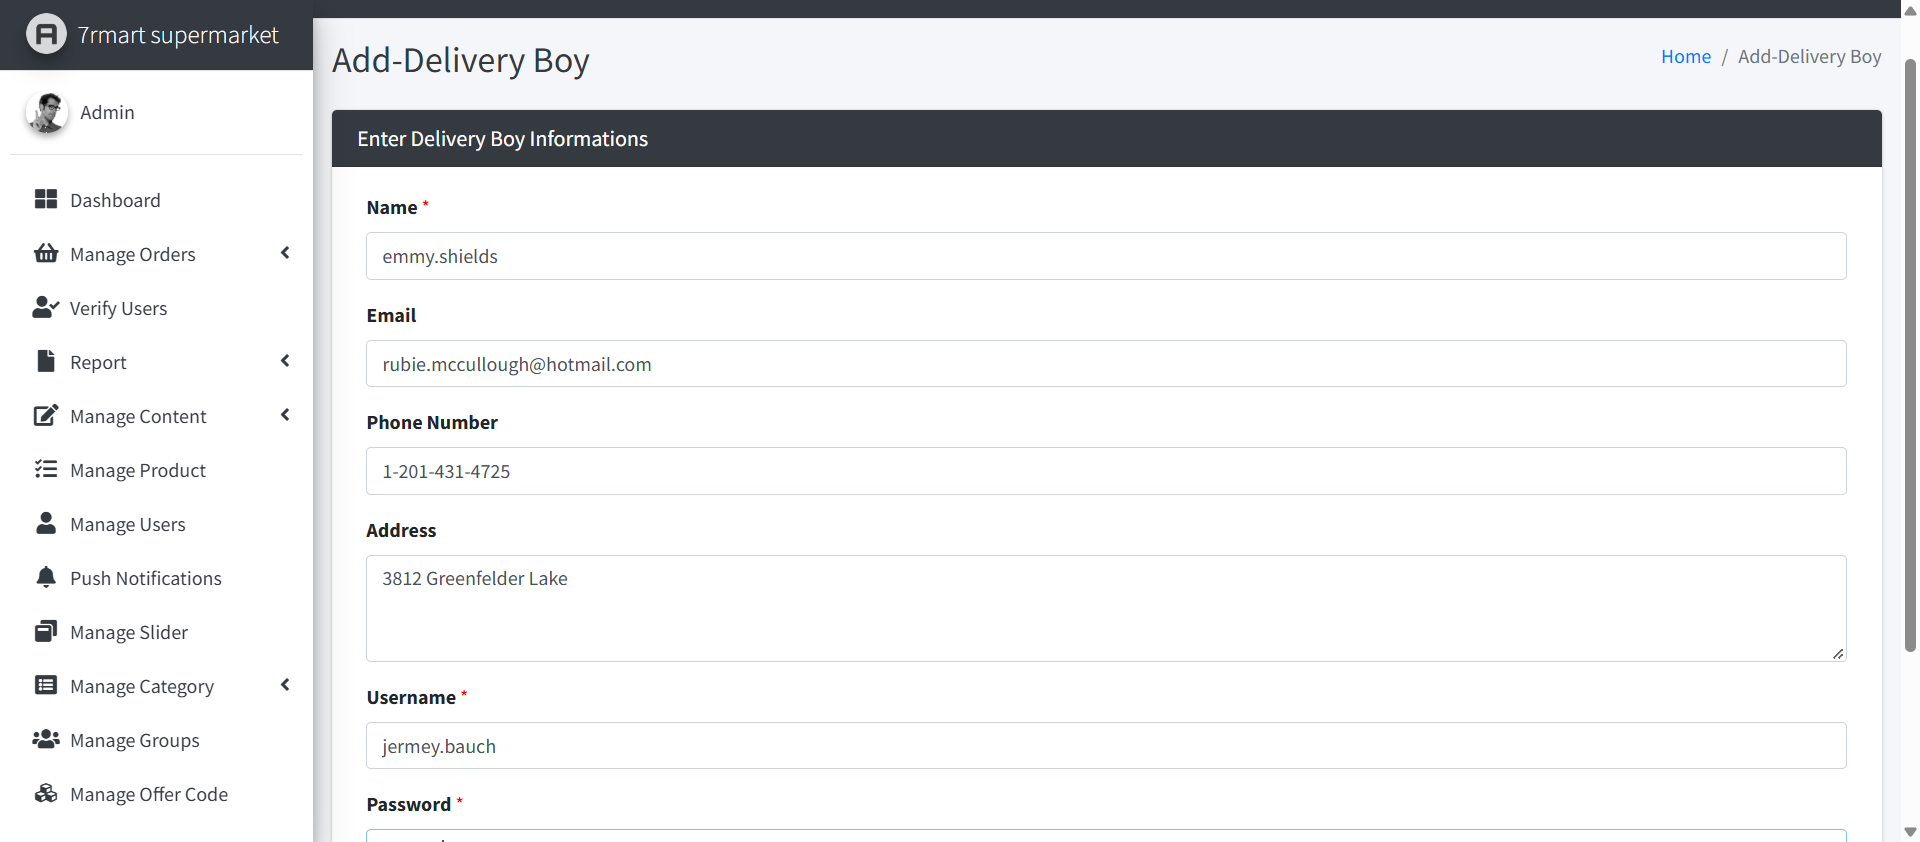 7rmart supermarket
Admin
Dashboard
Manage Orders
Verify Users
Report
Manage Content
Manage Product
Manage Users
Push Notifications
Manage Slider
Manage Category
Manage Groups
Manage Offer Code
Add-Delivery Boy
Home / Add-Delivery Boy
Enter Delivery Boy Informations
Name *
emmy.shields
Email
rubie.mccullough@hotmail.com
Phone Number
1-201-431-4725
Address
3812 Greenfelder Lake
Username *
jermey.bauch
Password *